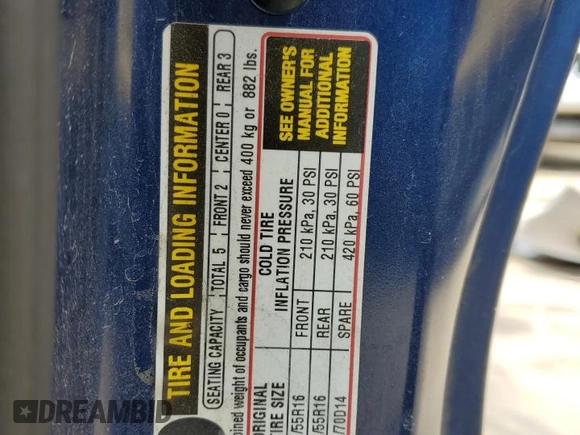 TIRE AND LOADING INFORMATION
SEATING CAPACITY TOTAL 5 FRONT 2 CENTER 0 REAR 3
of occupants and cargo should never exceed 400 kg or 882 lbs.
ORIGINAL
TIRE SIZE
COLD TIRE
INFLATION PRESSURE
SEE OWNER'S
MANUAL FOR
ADDITIONAL
INFORMATION
/55R16 FRONT 210 kPa, 30 PSI
/55R16 REAR 210 kPa, 30 PSI
/70D14 SPARE 420 kPa, 60 PSI
DREAMBID